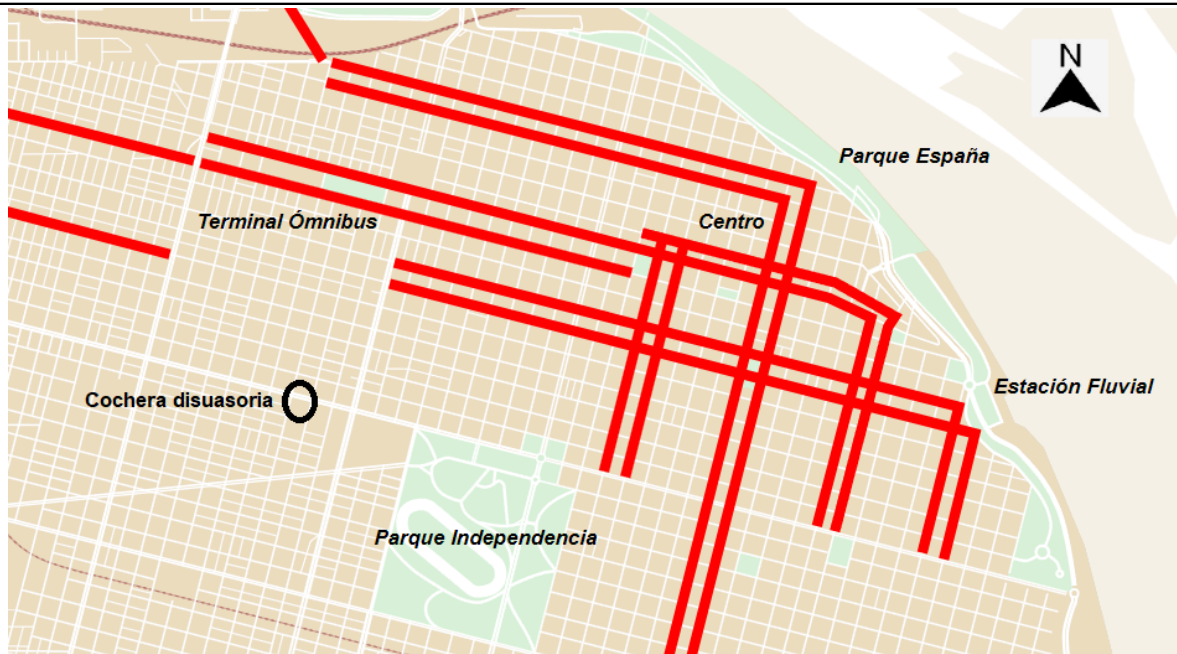 N
Parque España
Terminal Ómnibus
Centro
Estación Fluvial
Cochera disuasoria
Parque Independencia